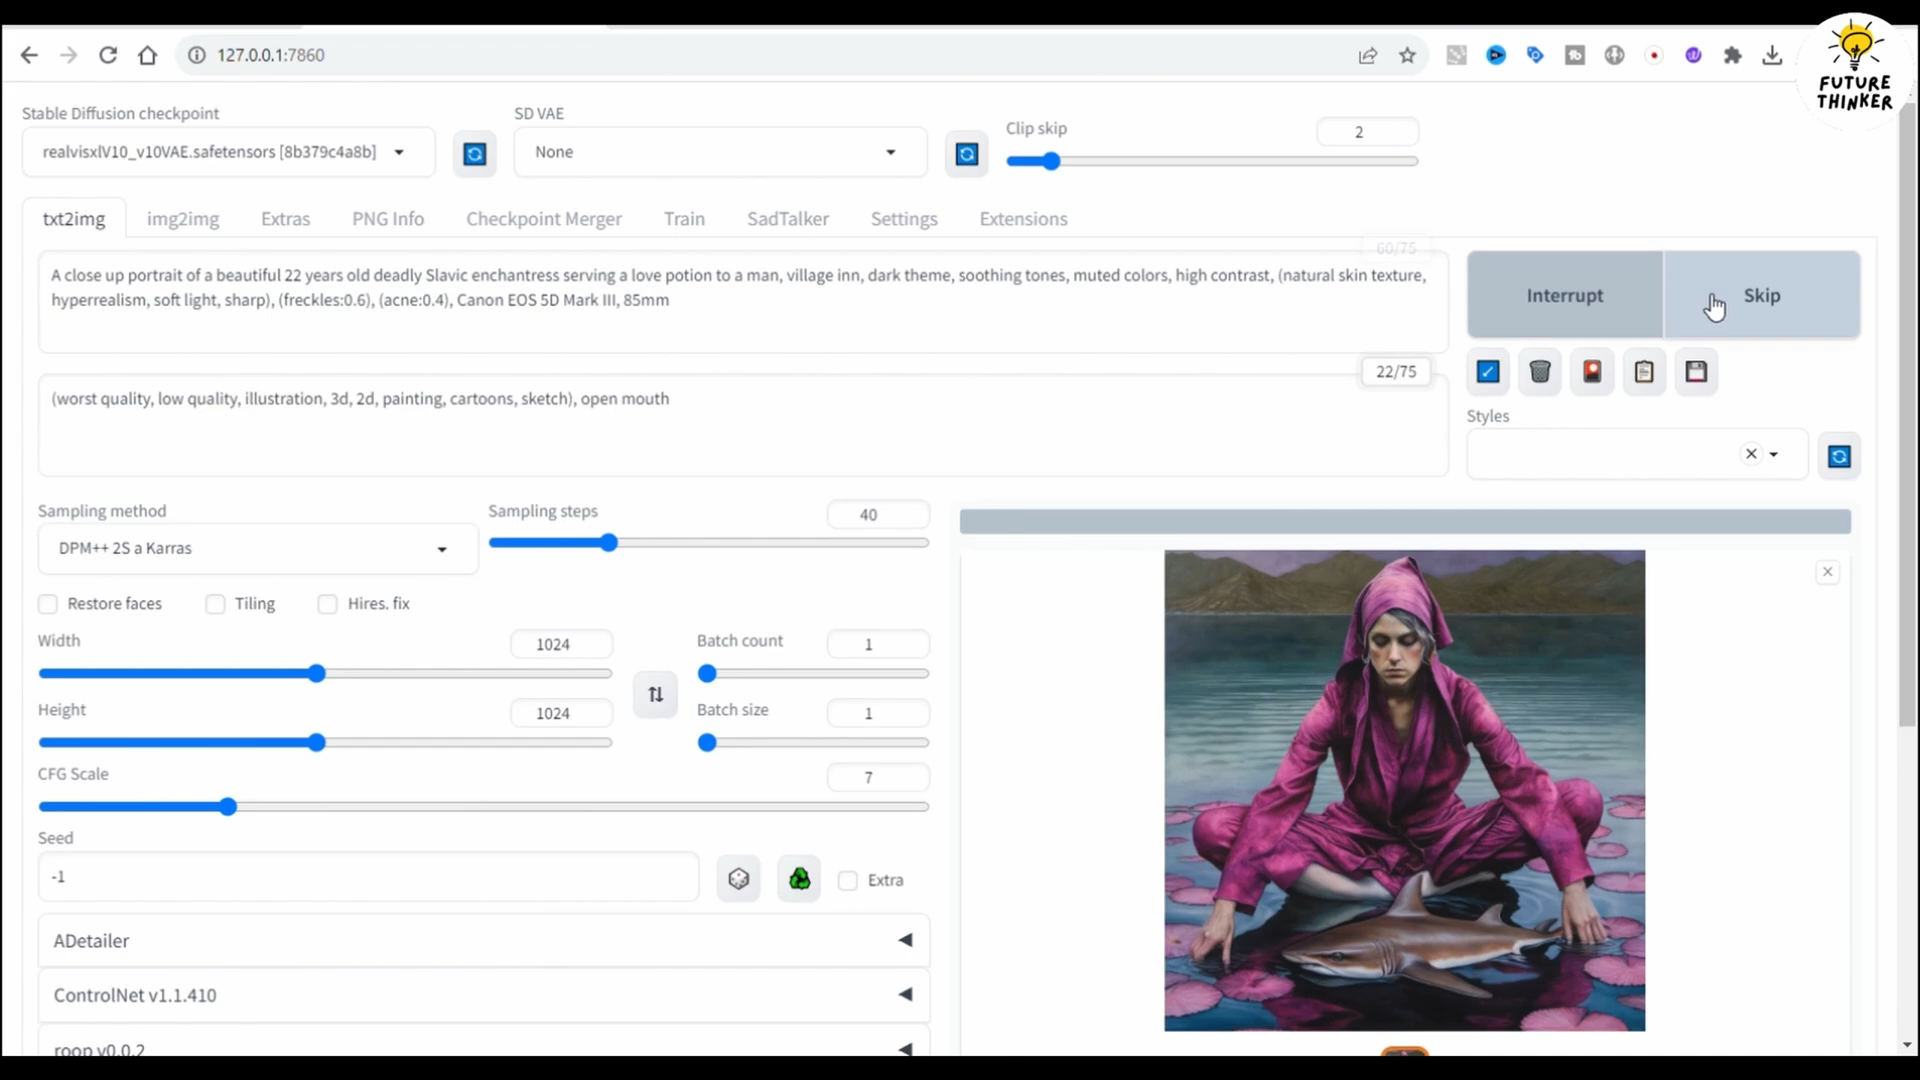 127.0.0.1:7860
FUTURE
THINKER
Stable Diffusion checkpoint
SD VAE
Clip skip
2
realvisxlV10_v10VAE.safetensors [8b379c4a8b]
None
txt2img
img2img
Extras
PNG Info
Checkpoint Merger
Train
SadTalker
Settings
Extensions
60/75
A close up portrait of a beautiful 22 years old deadly Slavic enchantress serving a love potion to a man, village inn, dark theme, soothing tones, muted colors, high contrast, (natural skin texture,
hyperrealism, soft light, sharp), (freckles:0.6), (acne:0.4), Canon EOS 5D Mark III, 85mm
Interrupt
Skip
22/75
(worst quality, low quality, illustration, 3d, 2d, painting, cartoons, sketch), open mouth
Styles
Sampling method
Sampling steps
40
DPM++ 2S a Karras
Restore faces
Tiling
Hires. fix
Width
1024
Batch count
1
Height
1024
Batch size
1
CFG Scale
7
Seed
-1
Extra
ADetailer
ControlNet v1.1.410
roop v0.0.2